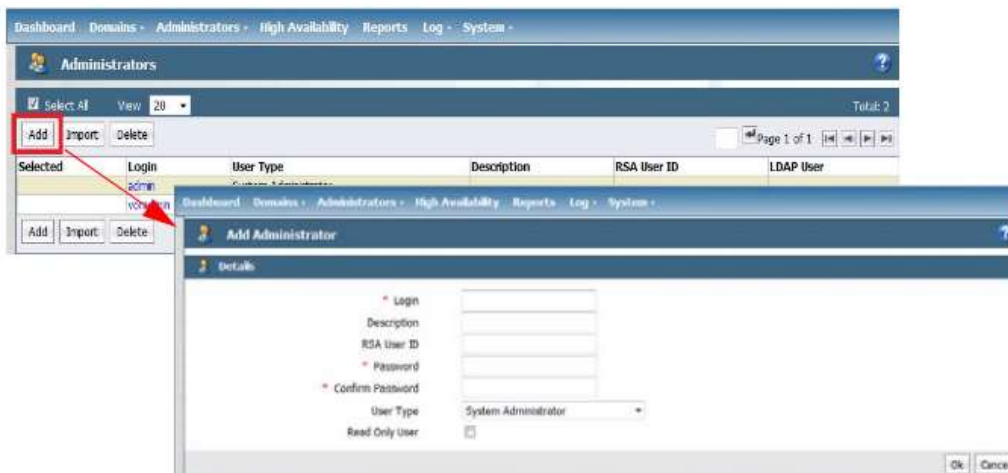 Dashboard Domains Administrators High Availability Reports Log System
Administrators ?
Select All View 20 Total: 2
Add Import Delete Page 1 of 1
Selected Login User Type Description RSA User ID LDAP User
admin System Administrator
Add Import Delete
Dashboard Domains Administrators High Availability Reports Log System
Add Administrator ?
Details
* Login
Description
RSA User ID
* Password
* Confirm Password
User Type System Administrator
Read Only User
Ok Cancel